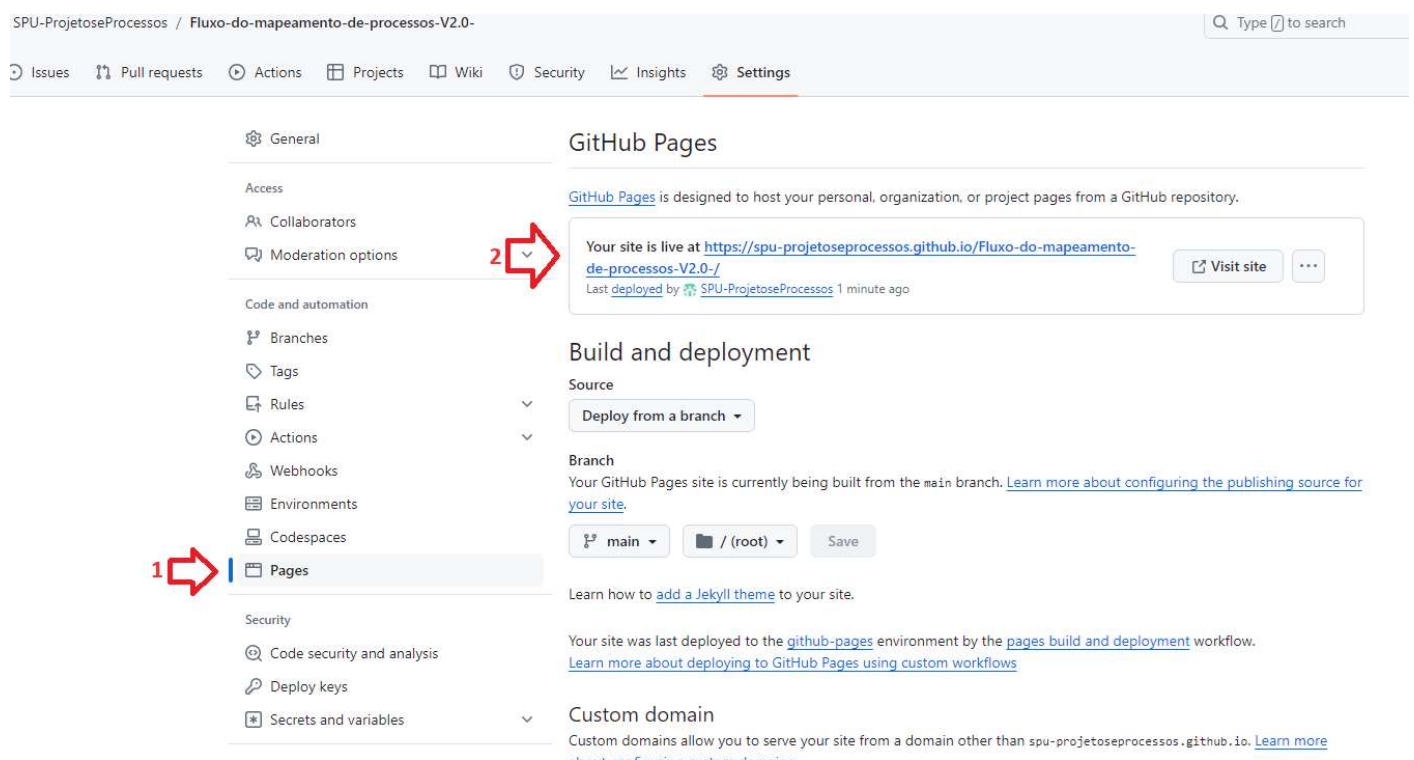 SPU-ProjetoseProcessos / Fluxo-do-mapeamento-de-processos-V2.0-
Type / to search
Issues Pull requests Actions Projects Wiki Security Insights Settings
General
Access
Collaborators
Moderation options
Code and automation
Branches
Tags
Rules
Actions
Webhooks
Environments
Codespaces
1
Pages
Security
Code security and analysis
Deploy keys
Secrets and variables
GitHub Pages
GitHub Pages is designed to host your personal, organization, or project pages from a GitHub repository.
2
Your site is live at https://spu-projetoseprocessos.github.io/Fluxo-do-mapeamento-
de-processos-V2.0-/
Last deployed by SPU-ProjetoseProcessos 1 minute ago
Visit site ...
Build and deployment
Source
Deploy from a branch
Branch
Your GitHub Pages site is currently being built from the main branch. Learn more about configuring the publishing source for
your site.
main / (root) Save
Learn how to add a Jekyll theme to your site.
Your site was last deployed to the github-pages environment by the pages build and deployment workflow.
Learn more about deploying to GitHub Pages using custom workflows
Custom domain
Custom domains allow you to serve your site from a domain other than spu-projetoseprocessos.github.io. Learn more